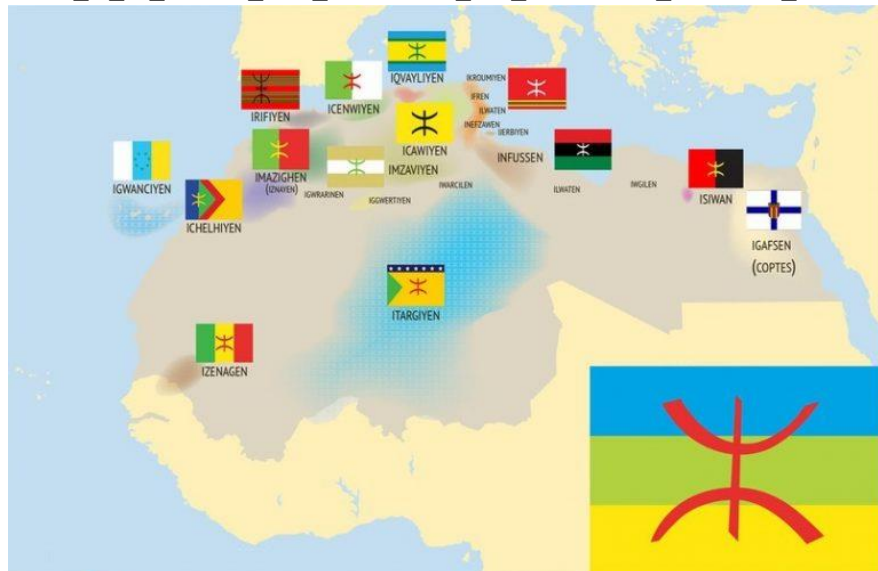 IQVAYLIYEN
IKROUMIYEN
IRIFIYEN
ICENWIYEN
IFREN
ILWATEN
INEFZAWEN
IJERBIYEN
ICAWIYEN
INFUSSEN
IMAZIGHEN
(IZNAYEN)
IMZAVIYEN
IGWANCIYEN
ICHELHIYEN
IGWRARINEN
IGGWERTIYEN
IWARCILEN
ILWATEN
IWGILEN
ISIWAN
IGAFSEN
(COPTES)
ITARGIYEN
IZENAGEN